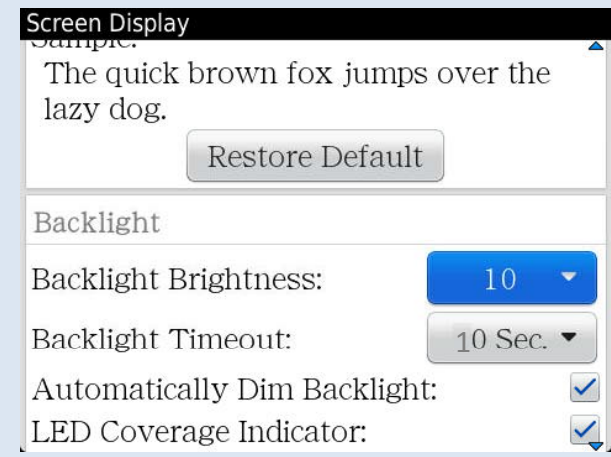 Screen Display
Sample:
The quick brown fox jumps over the
lazy dog.
Restore Default
Backlight
Backlight Brightness: 10
Backlight Timeout: 10 Sec.
Automatically Dim Backlight:
LED Coverage Indicator: